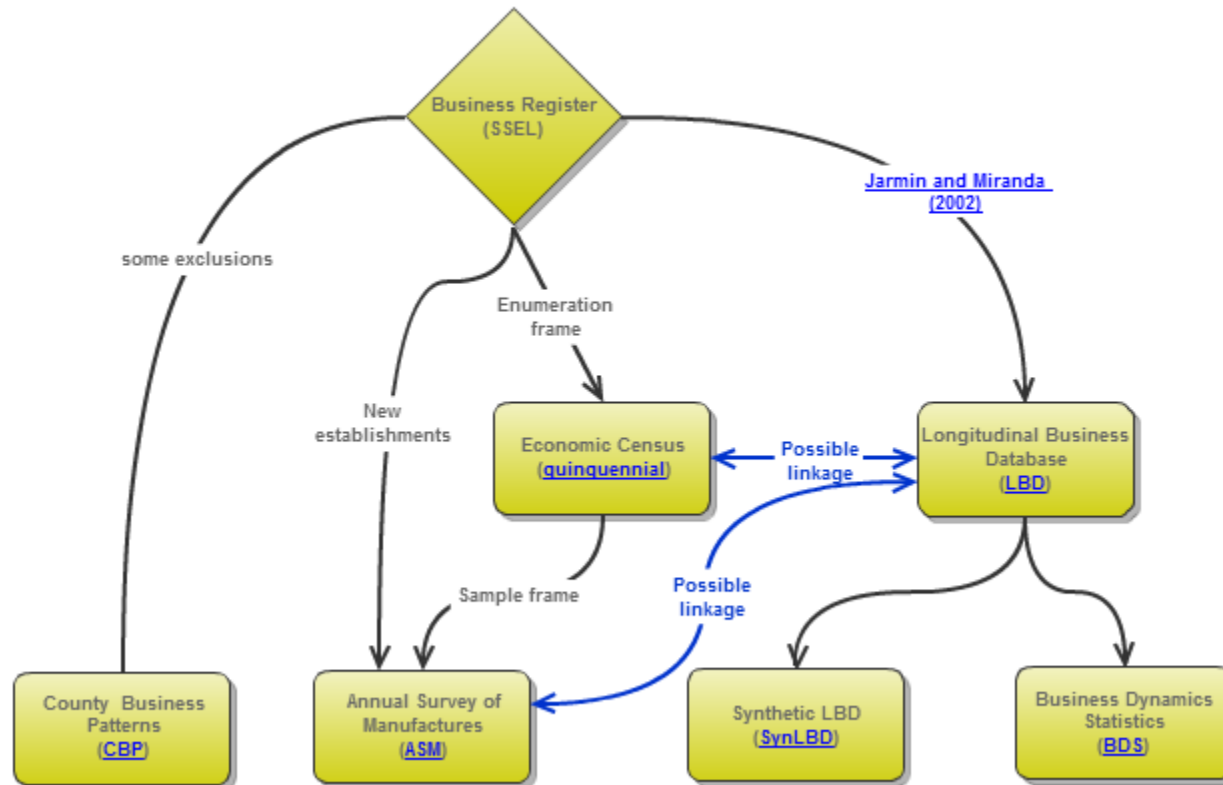 Business Register
(SSEL)
Jarmin and Miranda
(2002)
some exclusions
Enumeration
frame
New
establishments
Economic Census
(quinquennial)
Possible
linkage
Longitudinal Business
Database
(LBD)
Sample frame
Possible
linkage
County Business
Patterns
(CBP)
Annual Survey of
Manufactures
(ASM)
Synthetic LBD
(SynLBD)
Business Dynamics
Statistics
(BDS)